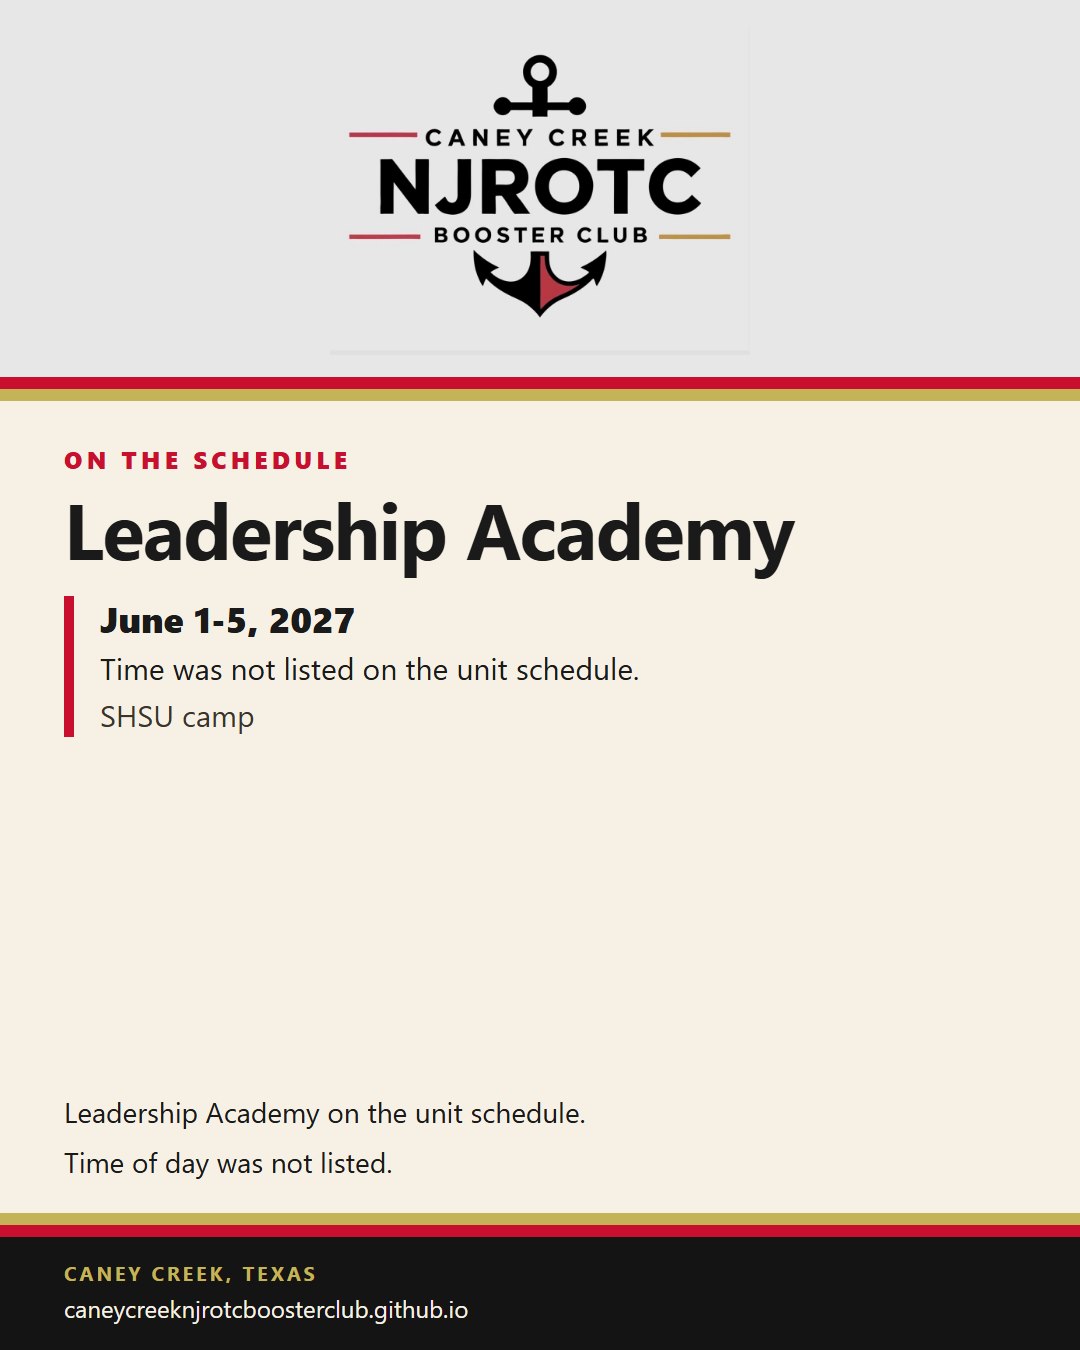 CANEY CREEK
NJROTC
BOOSTER CLUB
ON THE SCHEDULE
Leadership Academy
June 1-5, 2027
Time was not listed on the unit schedule.
SHSU camp
Leadership Academy on the unit schedule.
Time of day was not listed.
CANEY CREEK, TEXAS
caneycreeknjrotcboosterclub.github.io